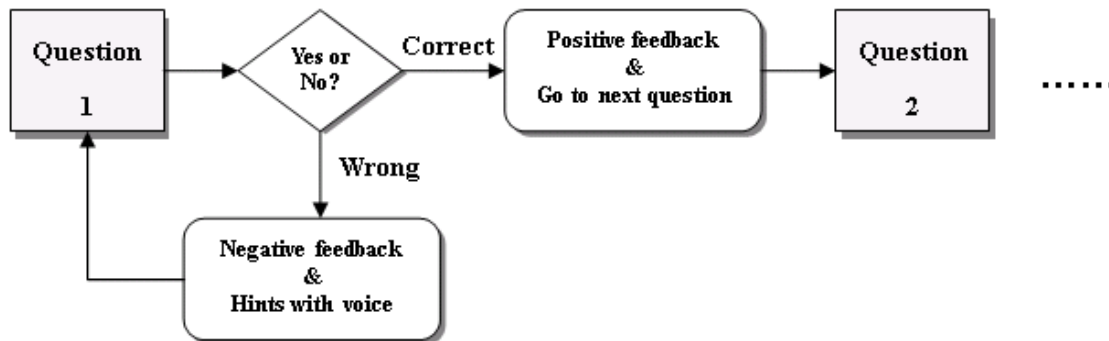 Question
1
Yes or
No?
Correct
Positive feedback
&
Go to next question
Question
2
......
Wrong
Negative feedback
&
Hints with voice